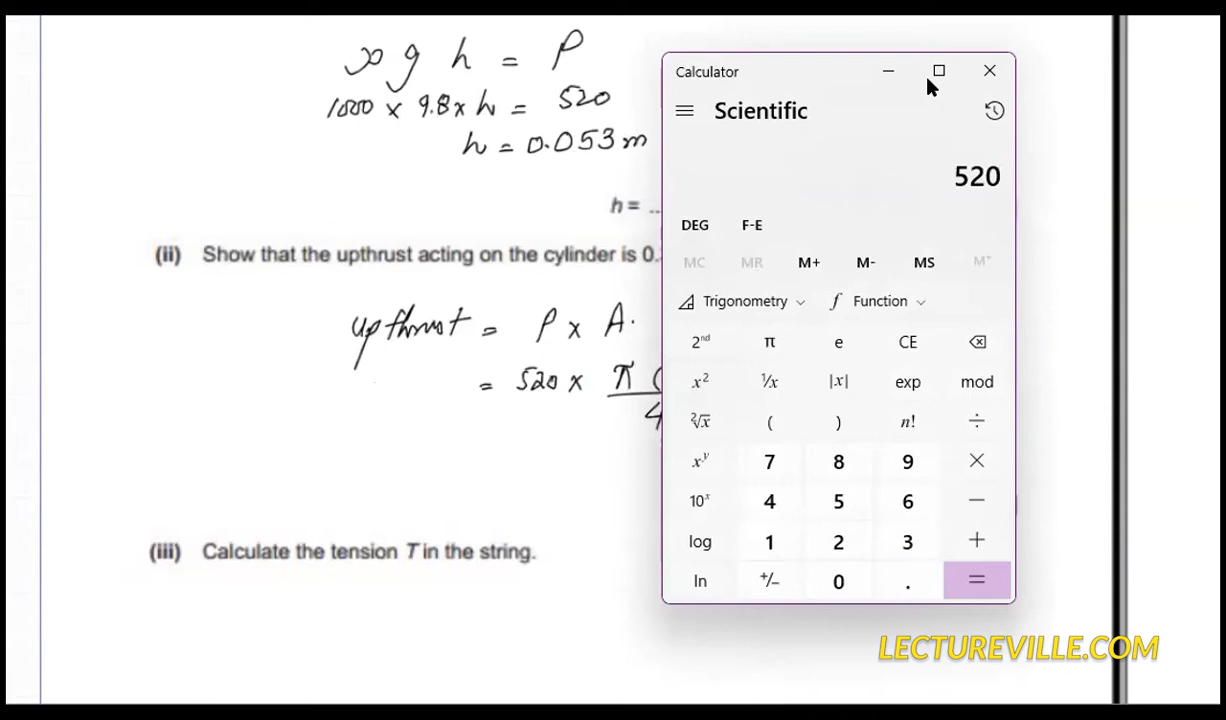 ρ g h = P
1000 × 9.8 × h = 520
h = 0.053 m
h = ...
(ii) Show that the upthrust acting on the cylinder is 0.
upthrust = P × A.
= 520 × π (
4
(iii) Calculate the tension T in the string.
Calculator
Scientific
520
DEG F-E
MC MR M+ M- MS M˅
Trigonometry f Function
2nd π e CE
x² ¹/x |x| exp mod
²√x ( ) n! ÷
xʸ 7 8 9 ×
10ˣ 4 5 6 −
log 1 2 3 +
ln +/− 0 . =
LECTUREVILLE.COM